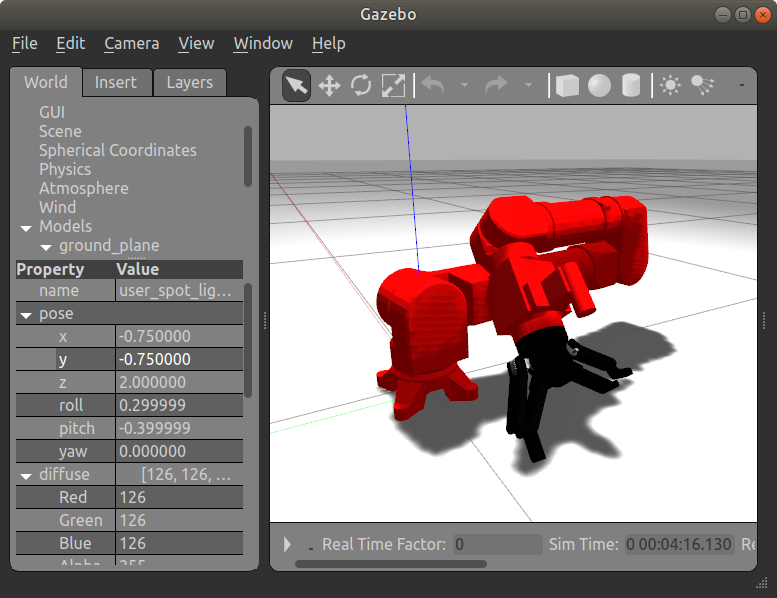 Gazebo
File Edit Camera View Window Help
World Insert Layers
GUI
Scene
Spherical Coordinates
Physics
Atmosphere
Wind
Models
ground_plane
Property Value
name user_spot_lig...
pose
x -0.750000
y -0.750000
z 2.000000
roll 0.299999
pitch -0.399999
yaw 0.000000
diffuse [126, 126, ...
Red 126
Green 126
Blue 126
Alpha 255
Real Time Factor: 0 Sim Time: 0 00:04:16.130 Re